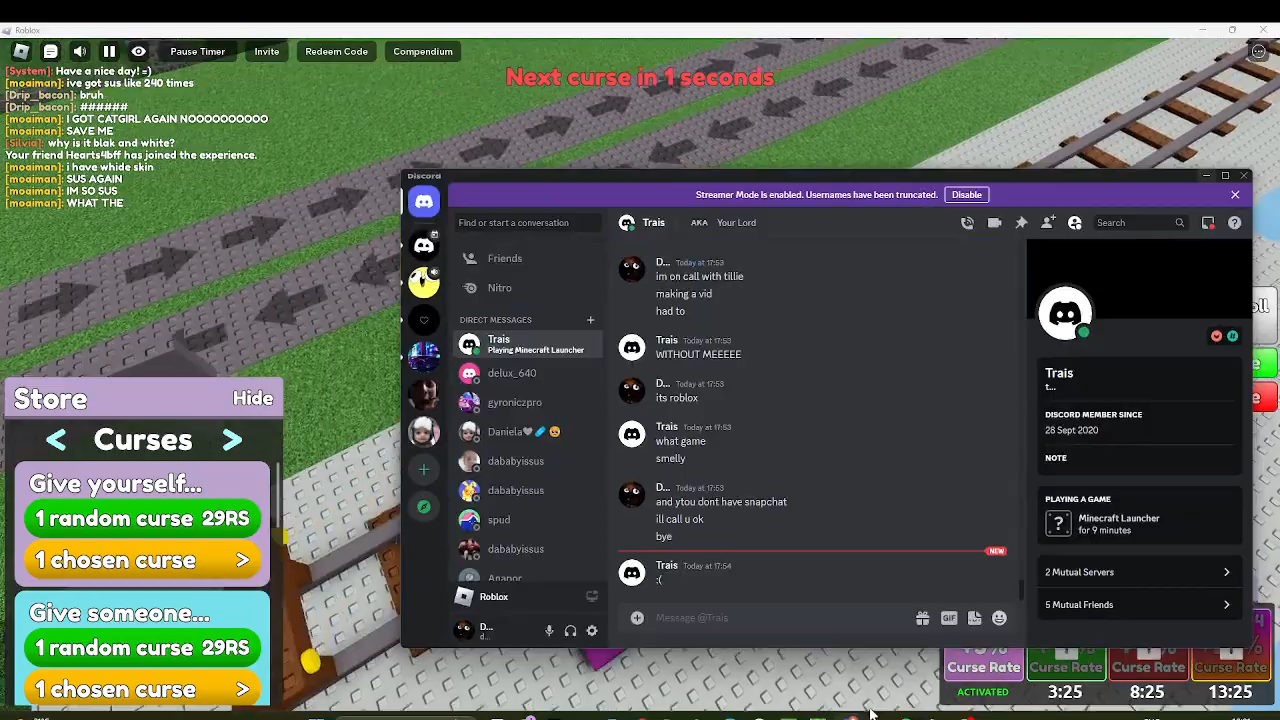 Roblox
Pause Timer
Invite
Redeem Code
Compendium
[System]: Have a nice day! =)
[moaiman]: ive got sus like 240 times
[Drip_bacon]: bruh
[Drip_bacon]: ######
[moaiman]: I GOT CATGIRL AGAIN NOOOOOOOOO
[moaiman]: SAVE ME
[Silvia]: why is it blak and white?
Your friend Hearts4bff has joined the experience.
[moaiman]: i have whide skin
[moaiman]: SUS AGAIN
[moaiman]: IM SO SUS
[moaiman]: WHAT THE
Next curse in 1 seconds
Store
Hide
< Curses >
Give yourself...
1 random curse 29RS
1 chosen curse >
Give someone...
1 random curse 29RS
1 chosen curse >
Discord
Streamer Mode is enabled. Usernames have been truncated.
Disable
Find or start a conversation
Friends
Nitro
DIRECT MESSAGES
Trais
Playing Minecraft Launcher
delux_640
gyroniczpro
Daniela
dababyissus
dababyissus
spud
dababyissus
Roblox
D...
d...
Trais
AKA
Your Lord
Search
D... Today at 17:53
im on call with tillie
making a vid
had to
Trais Today at 17:53
WITHOUT MEEEEE
D... Today at 17:53
its roblox
Trais Today at 17:53
what game
smelly
D... Today at 17:53
and ytou dont have snapchat
ill call u ok
bye
NEW
Trais Today at 17:54
:(
Message @Trais
GIF
Trais
t...
DISCORD MEMBER SINCE
28 Sept 2020
NOTE
PLAYING A GAME
?
Minecraft Launcher
for 9 minutes
2 Mutual Servers
5 Mutual Friends
Curse Rate
Curse Rate
Curse Rate
Curse Rate
ACTIVATED
3:25
8:25
13:25